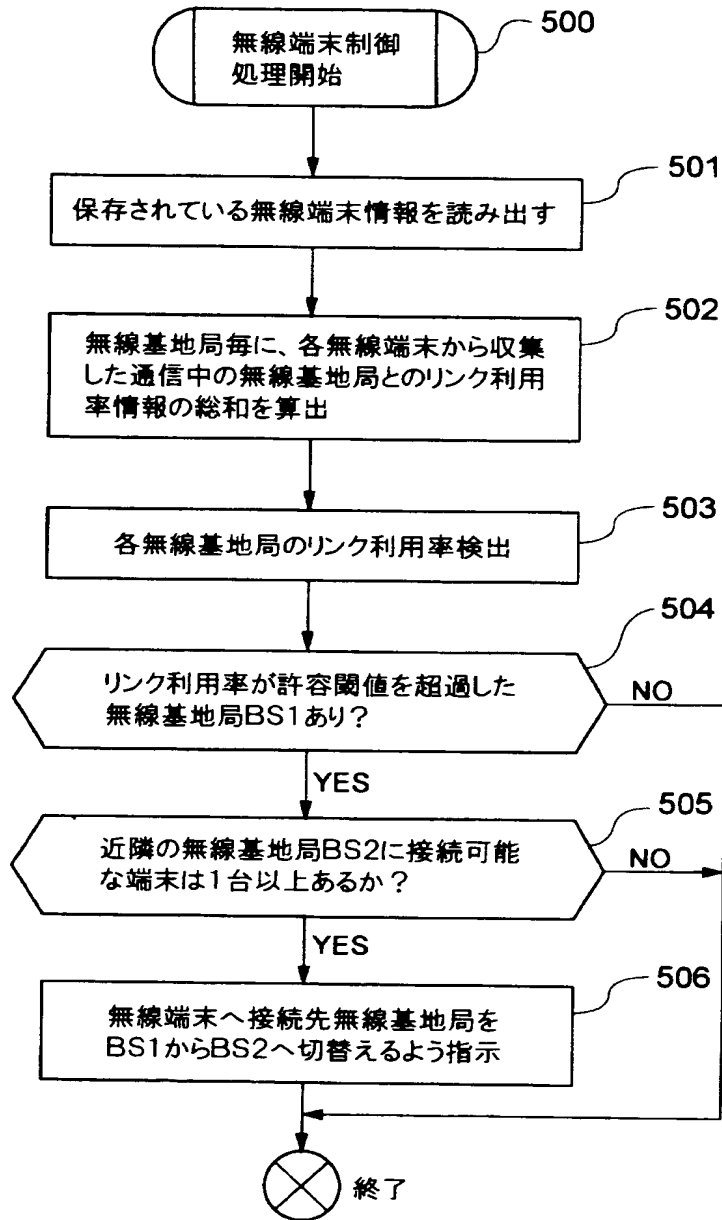 無線端末制御
処理開始
500
501
保存されている無線端末情報を読み出す
502
無線基地局毎に、各無線端末から収集
した通信中の無線基地局とのリンク利用
率情報の総和を算出
503
各無線基地局のリンク利用率検出
504
リンク利用率が許容閾値を超過した
無線基地局BS1あり?
NO
YES
505
近隣の無線基地局BS2に接続可能
な端末は1台以上あるか?
NO
YES
506
無線端末へ接続先無線基地局を
BS1からBS2へ切替えるよう指示
終了